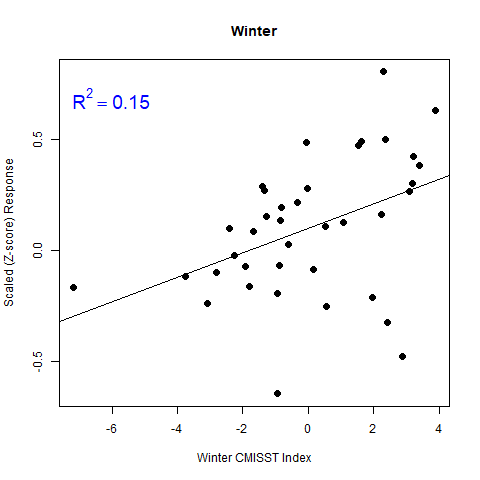 Winter
R² = 0.15
Scaled (Z-score) Response
0.5
0.0
-0.5
-6 -4 -2 0 2 4
Winter CMISST Index